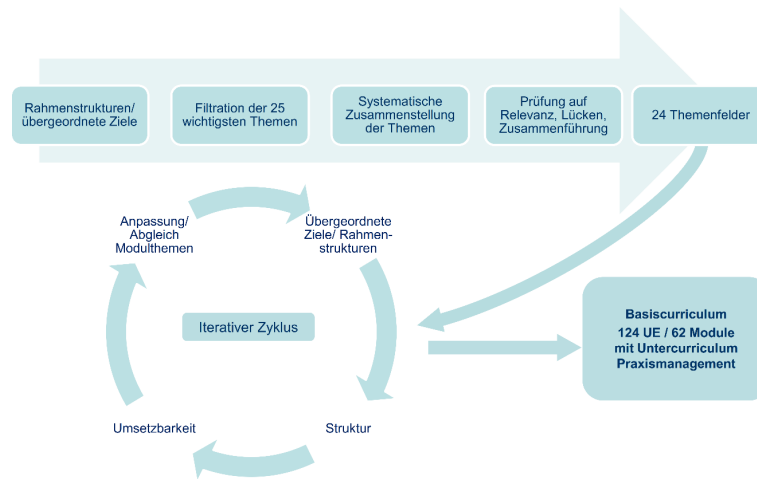 Rahmenstrukturen/
übergeordnete Ziele
Filtration der 25
wichtigsten Themen
Systematische
Zusammenstellung
der Themen
Prüfung auf
Relevanz, Lücken,
Zusammenführung
24 Themenfelder
Anpassung/
Abgleich
Modulthemen
Übergeordnete
Ziele/ Rahmen-
strukturen
Iterativer Zyklus
Umsetzbarkeit
Struktur
Basiscurriculum
124 UE / 62 Module
mit Untercurriculum
Praxismanagement